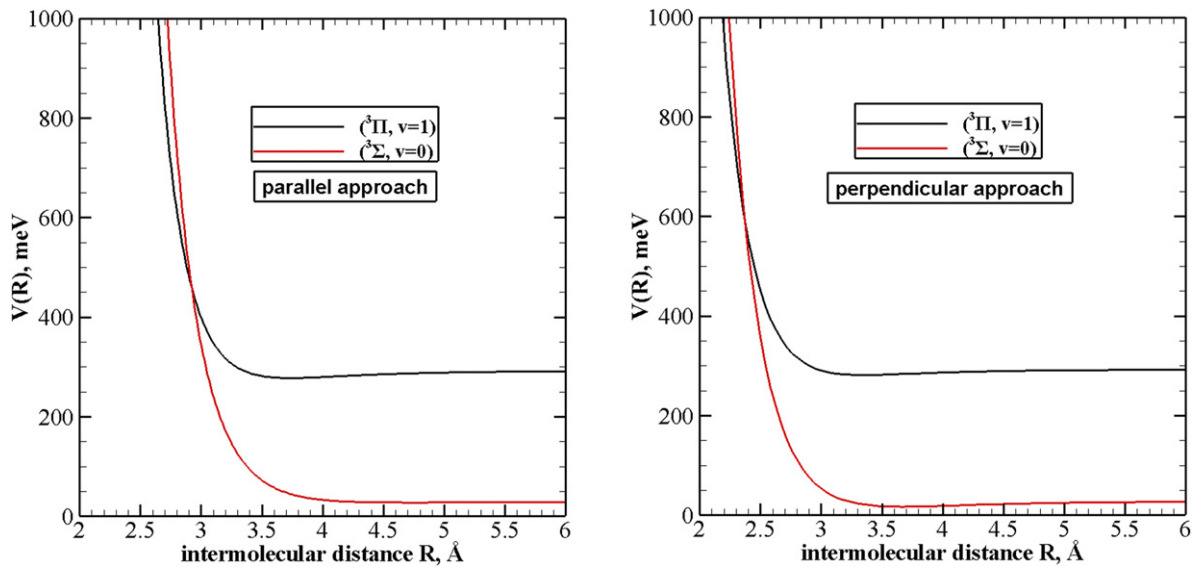 1000
800
600
400
200
0
V(R), meV
(³Π, v=1)
(³Σ, v=0)
parallel approach
2 2.5 3 3.5 4 4.5 5 5.5 6
intermolecular distance R, Å
1000
800
600
400
200
0
V(R), meV
(³Π, v=1)
(³Σ, v=0)
perpendicular approach
2 2.5 3 3.5 4 4.5 5 5.5 6
intermolecular distance R, Å